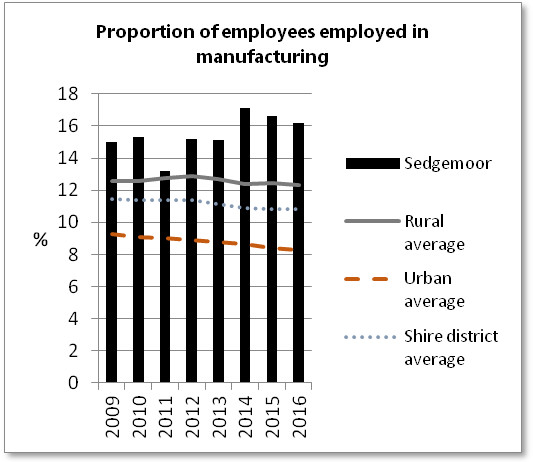 Proportion of employees employed in
manufacturing
18
16
14
12
10
8
6
4
2
0
%
2009
2010
2011
2012
2013
2014
2015
2016
Sedgemoor
Rural
average
Urban
average
Shire district
average